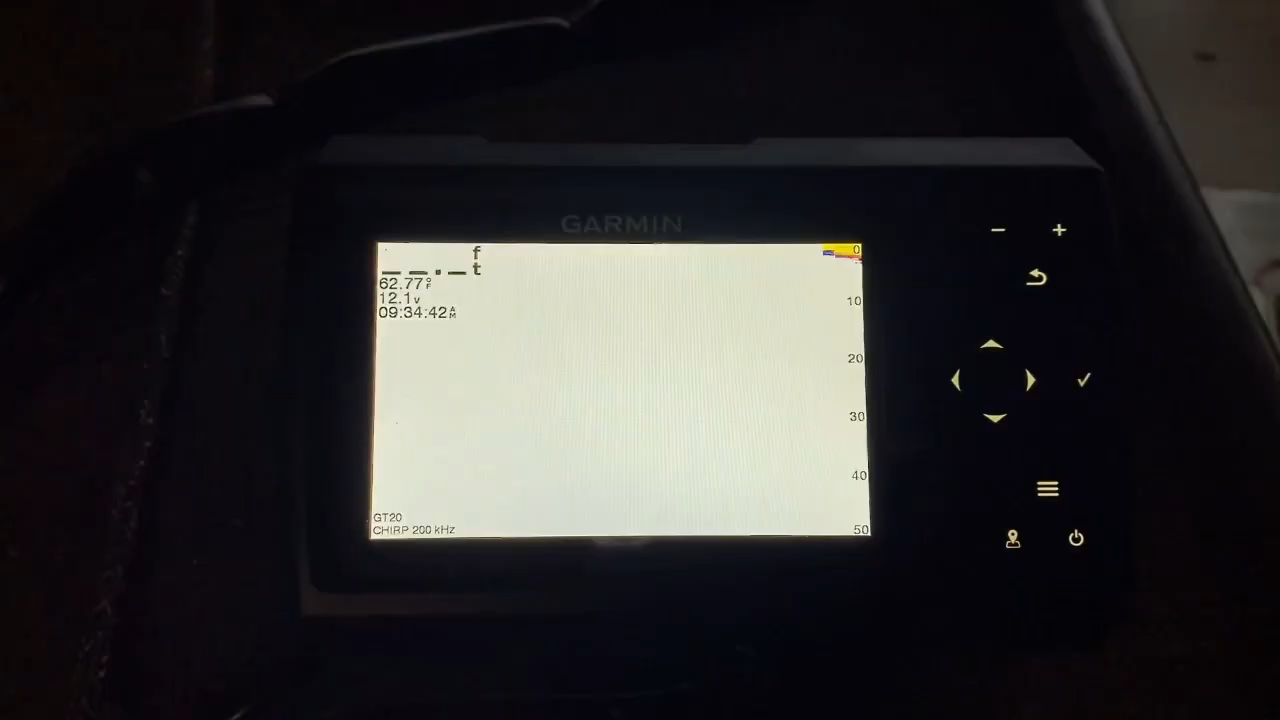 GARMIN
__._ ft
62.77°F
12.1V
09:34:42AM
0
10
20
30
40
50
GT20
CHIRP 200 kHz